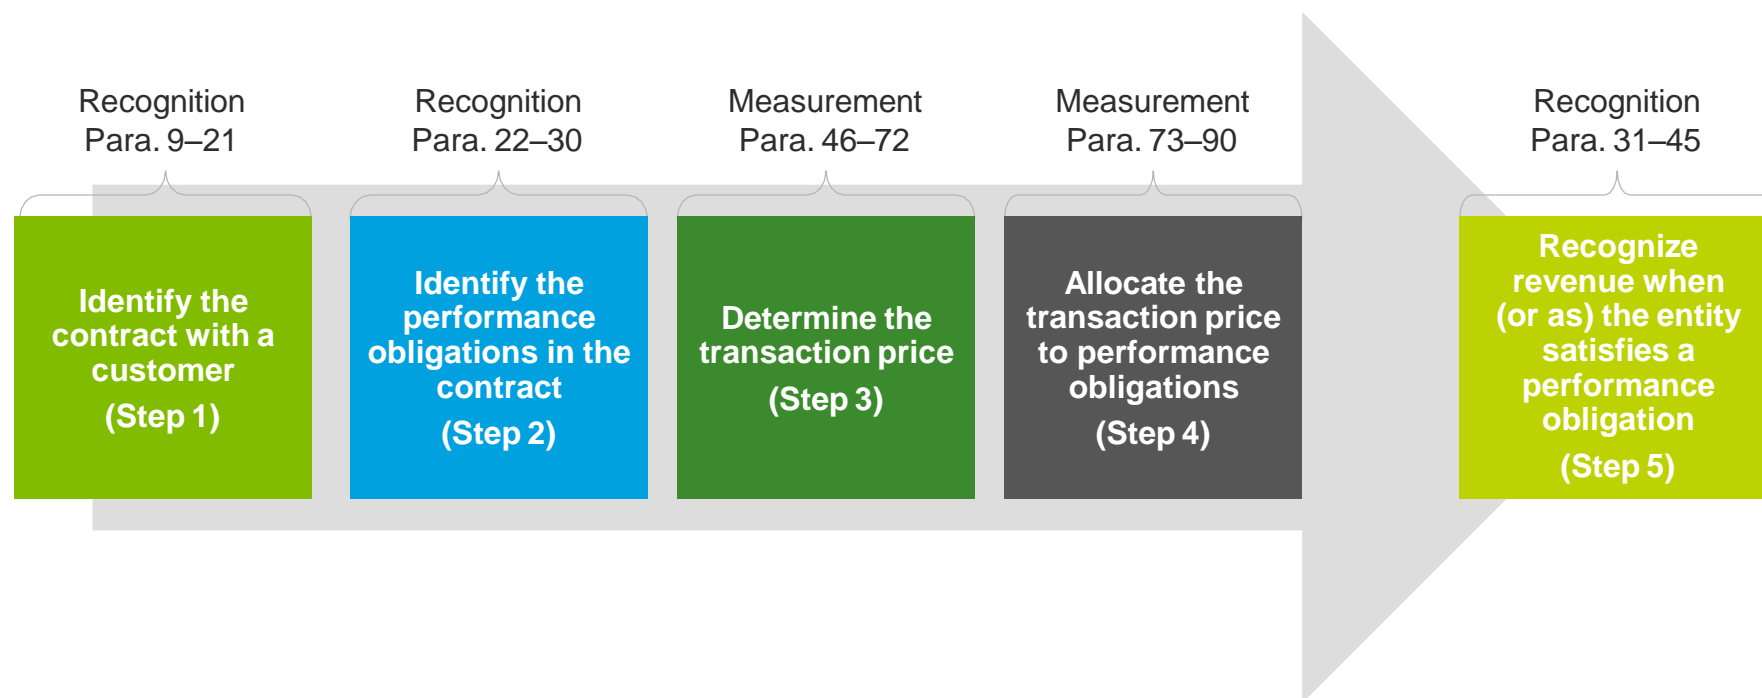 Recognition
Para. 9–21
Identify the
contract with a
customer
(Step 1)
Recognition
Para. 22–30
Identify the
performance
obligations in the
contract
(Step 2)
Measurement
Para. 46–72
Determine the
transaction price
(Step 3)
Measurement
Para. 73–90
Allocate the
transaction price
to performance
obligations
(Step 4)
Recognition
Para. 31–45
Recognize
revenue when
(or as) the entity
satisfies a
performance
obligation
(Step 5)